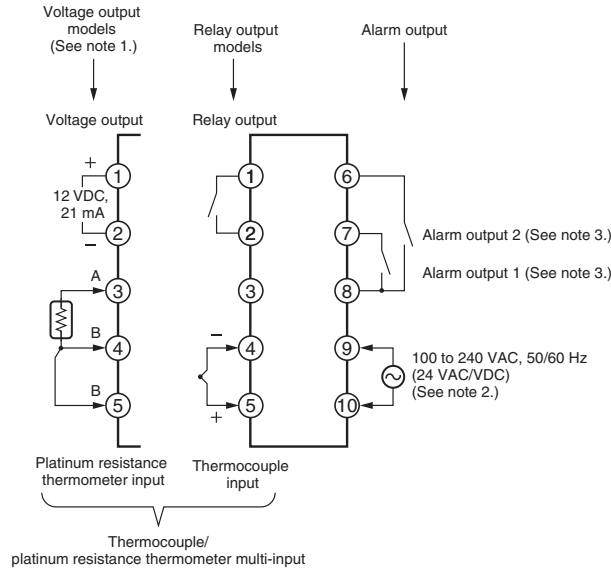 Voltage output
models
(See note 1.)
Relay output
models
Alarm output
Voltage output
Relay output
+
1
12 VDC,
21 mA
2
−
A
3
B
4
B
5
1
2
3
−
4
5
+
6
7
8
9
10
Alarm output 2 (See note 3.)
Alarm output 1 (See note 3.)
100 to 240 VAC, 50/60 Hz
(24 VAC/VDC)
(See note 2.)
Platinum resistance
thermometer input
Thermocouple
input
Thermocouple/
platinum resistance thermometer multi-input